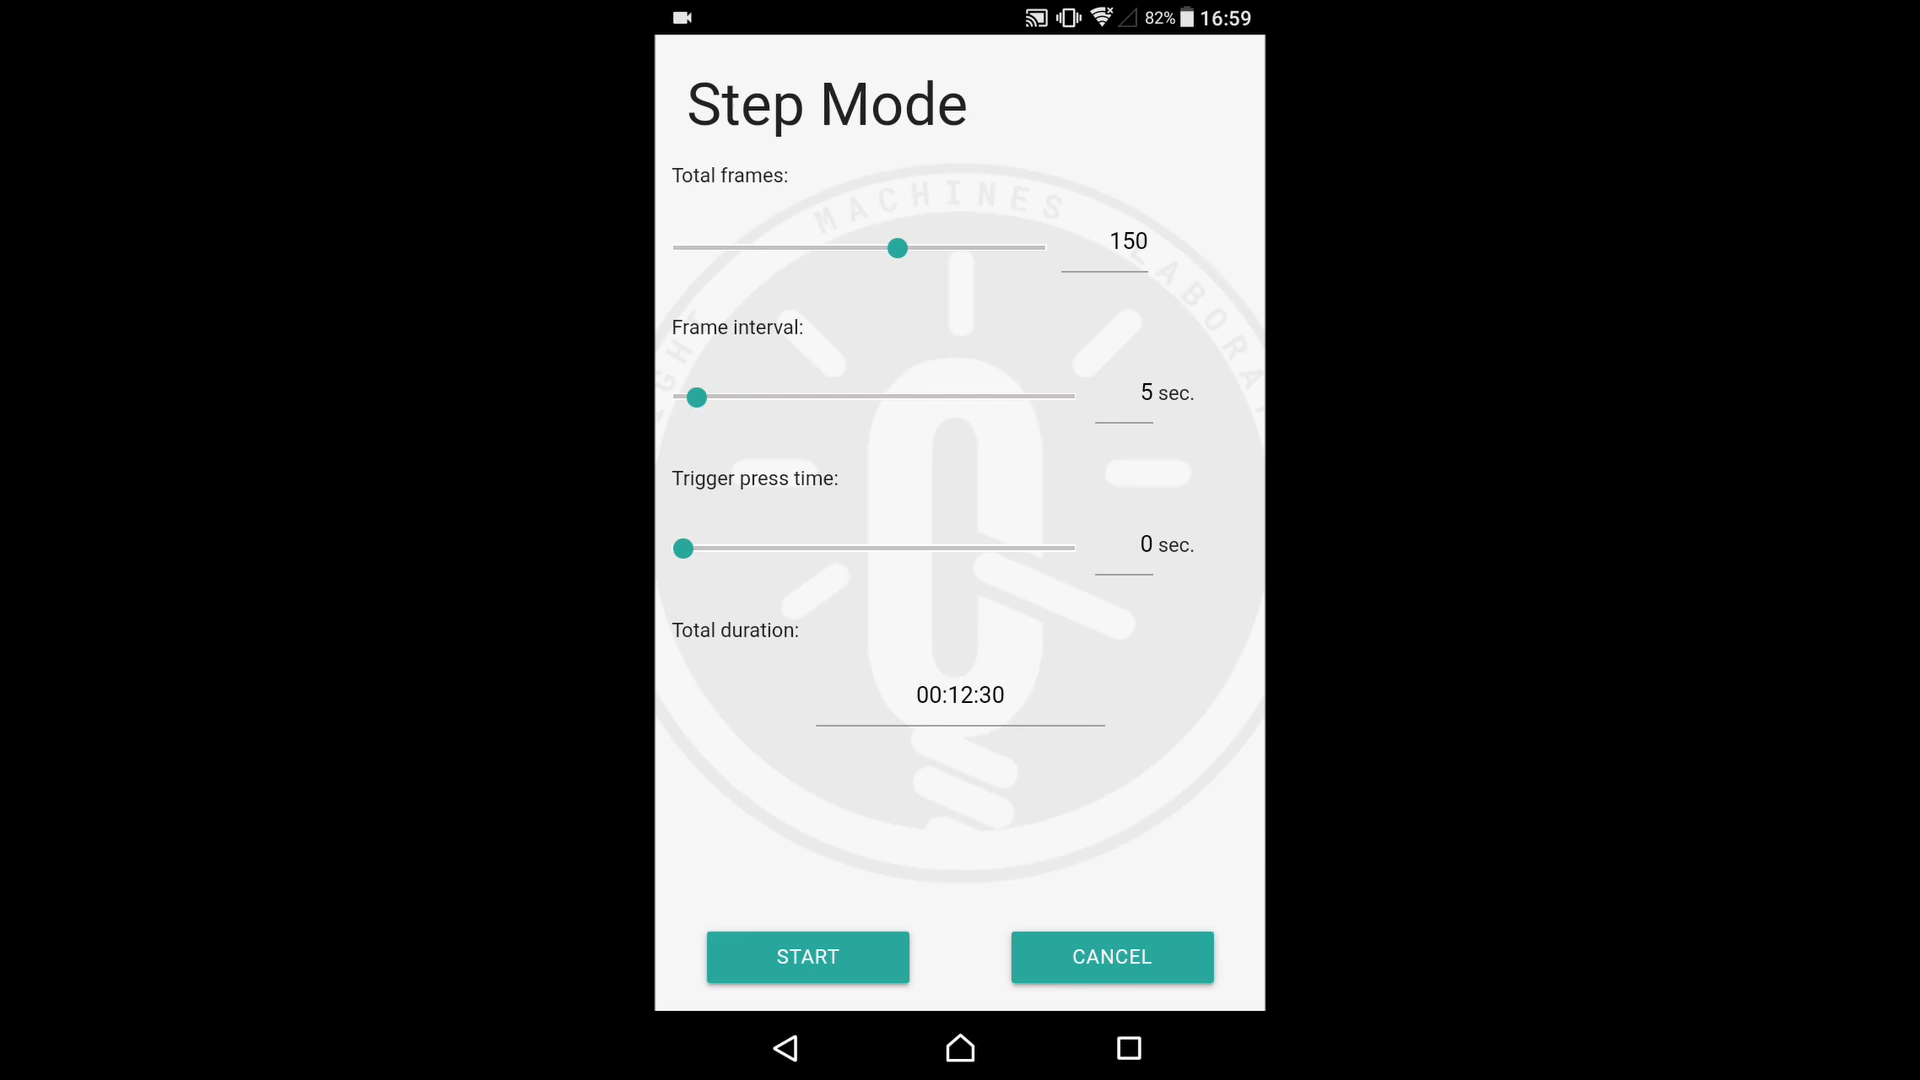 82% 16:59
Step Mode
Total frames:
MACHINES
150
Frame interval:
5 sec.
Trigger press time:
0 sec.
Total duration:
00:12:30
START CANCEL